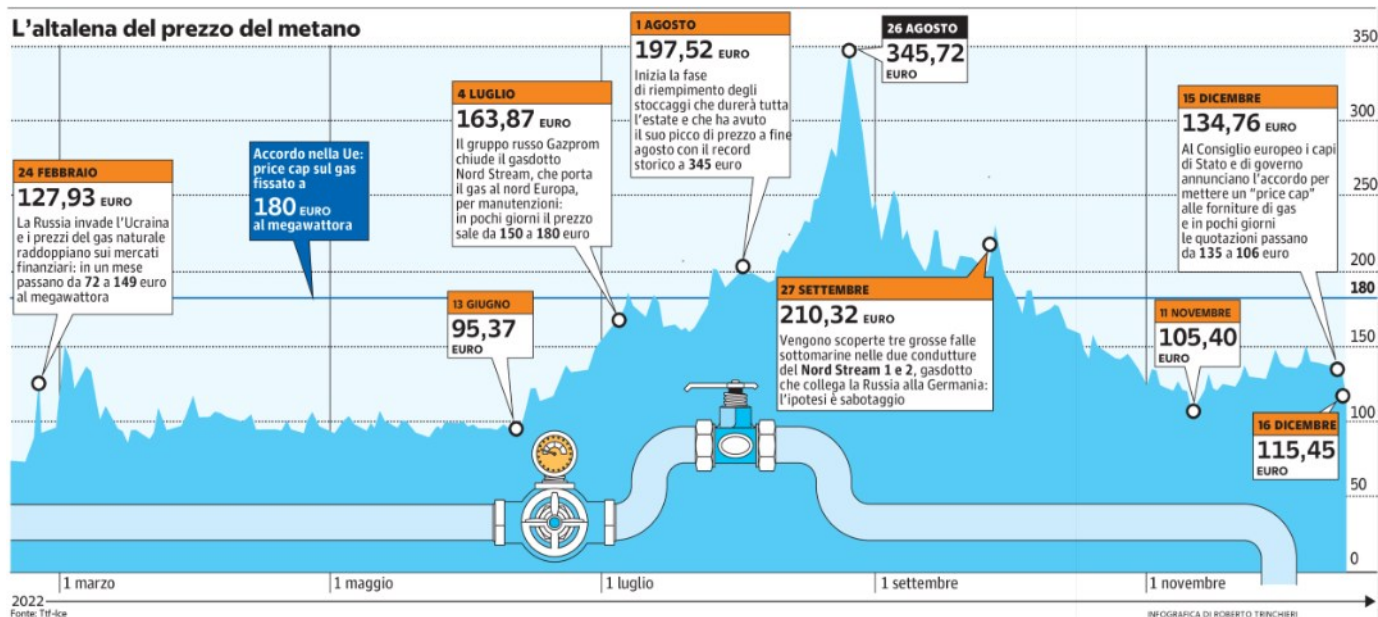 L'altalena del prezzo del metano
24 FEBBRAIO
127,93 EURO
La Russia invade l'Ucraina
e i prezzi del gas naturale
raddoppiano sui mercati
finanziari: in un mese
passano da 72 a 149 euro
al megawattora
Accordo nella Ue:
price cap sul gas
fissato a
180 EURO
al megawattora
13 GIUGNO
95,37
EURO
4 LUGLIO
163,87 EURO
Il gruppo russo Gazprom
chiude il gasdotto
Nord Stream, che porta
il gas al nord Europa,
per manutenzioni:
in pochi giorni il prezzo
sale da 150 a 180 euro
1 AGOSTO
197,52 EURO
Inizia la fase
di riempimento degli
stoccaggi che durerà tutta
l'estate e che ha avuto
il suo picco di prezzo a fine
agosto con il record
storico a 345 euro
26 AGOSTO
345,72
EURO
27 SETTEMBRE
210,32 EURO
Vengono scoperte tre grosse falle
sottomarine nelle due condutture
del Nord Stream 1 e 2, gasdotto
che collega la Russia alla Germania:
l'ipotesi è sabotaggio
11 NOVEMBRE
105,40
EURO
15 DICEMBRE
134,76 EURO
Al Consiglio europeo i capi
di Stato e di governo
annunciano l'accordo per
mettere un "price cap"
alle forniture di gas
e in pochi giorni
le quotazioni passano
da 135 a 106 euro
16 DICEMBRE
115,45
EURO
350
300
250
200
180
150
100
50
0
1 marzo
1 maggio
1 luglio
1 settembre
1 novembre
2022
Fonte: Ttf-Ice
INFOGRAFICA DI ROBERTO TRINCHIERI